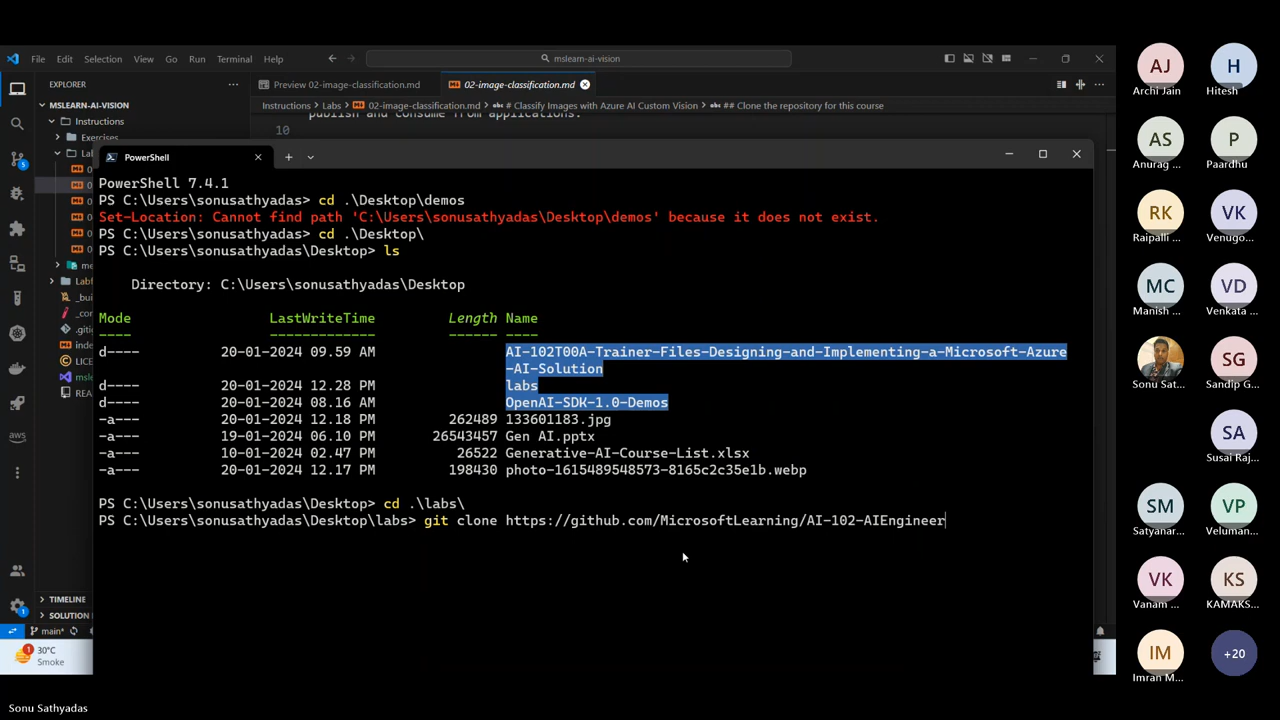 File Edit Selection View Go Run Terminal Help
mslearn-ai-vision
EXPLORER
Preview 02-image-classification.md
02-image-classification.md
MSLEARN-AI-VISION
Instructions > Labs > 02-image-classification.md > # Classify Images with Azure AI Custom Vision > ## Clone the repository for this course
Instructions
publish and consume from applications.
10
Exercises
PowerShell
PowerShell 7.4.1
PS C:\Users\sonusathyadas> cd .\Desktop\demos
Set-Location: Cannot find path 'C:\Users\sonusathyadas\Desktop\demos' because it does not exist.
PS C:\Users\sonusathyadas> cd .\Desktop\
PS C:\Users\sonusathyadas\Desktop> ls
Directory: C:\Users\sonusathyadas\Desktop
Mode LastWriteTime Length Name
---- ------------- ------ ----
d---- 20-01-2024 09.59 AM AI-102T00A-Trainer-Files-Designing-and-Implementing-a-Microsoft-Azure
-AI-Solution
d---- 20-01-2024 12.28 PM labs
d---- 20-01-2024 08.16 AM OpenAI-SDK-1.0-Demos
-a--- 20-01-2024 12.18 PM 262489 133601183.jpg
-a--- 19-01-2024 06.10 PM 26543457 Gen AI.pptx
-a--- 10-01-2024 02.47 PM 26522 Generative-AI-Course-List.xlsx
-a--- 20-01-2024 12.17 PM 198430 photo-1615489548573-8165c2c35e1b.webp
PS C:\Users\sonusathyadas\Desktop> cd .\labs\
PS C:\Users\sonusathyadas\Desktop\labs> git clone https://github.com/MicrosoftLearning/AI-102-AIEngineer
5
aws
TIMELINE
SOLUTION
1
main*
1
30°C
Smoke
AJ
Archi Jain
H
Hitesh
AS
Anurag ...
P
Paardhu
RK
Raipalli ...
VK
Venugo...
MC
Manish ...
VD
Venkata ...
Sonu Sat...
SG
Sandip G...
SA
Susai Raj...
SM
Satyanar...
VP
Veluman...
VK
Vanam ...
KS
KAMAKS...
IM
Imran M...
+20
Sonu Sathyadas